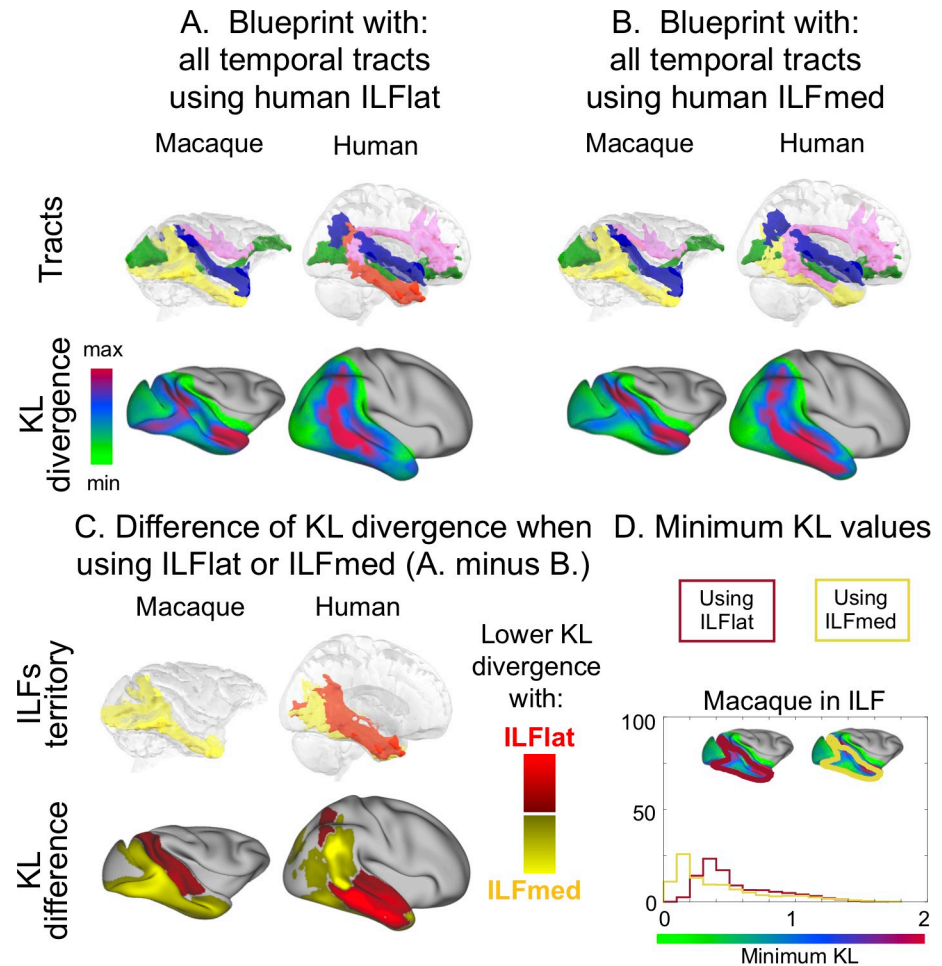 A. Blueprint with:
all temporal tracts
using human ILFlat
B. Blueprint with:
all temporal tracts
using human ILFmed
Macaque
Human
Macaque
Human
Tracts
KL
divergence
max
min
C. Difference of KL divergence when
using ILFlat or ILFmed (A. minus B.)
Macaque
Human
ILFs
territory
KL
difference
Lower KL
divergence
with:
ILFlat
ILFmed
D. Minimum KL values
Using
ILFlat
Using
ILFmed
Macaque in ILF
100
50
0
0
1
2
Minimum KL